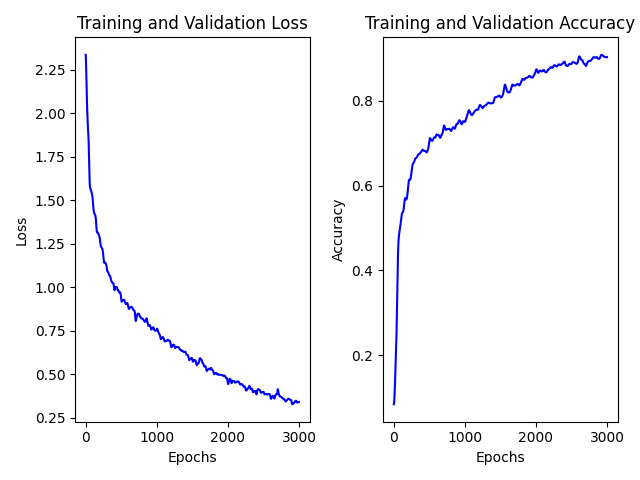 Training and Validation Loss
2.25
2.00
1.75
1.50
1.25
1.00
0.75
0.50
0.25
Loss
0 1000 2000 3000
Epochs
Training and Validation Accuracy
0.8
0.6
0.4
0.2
Accuracy
0 1000 2000 3000
Epochs